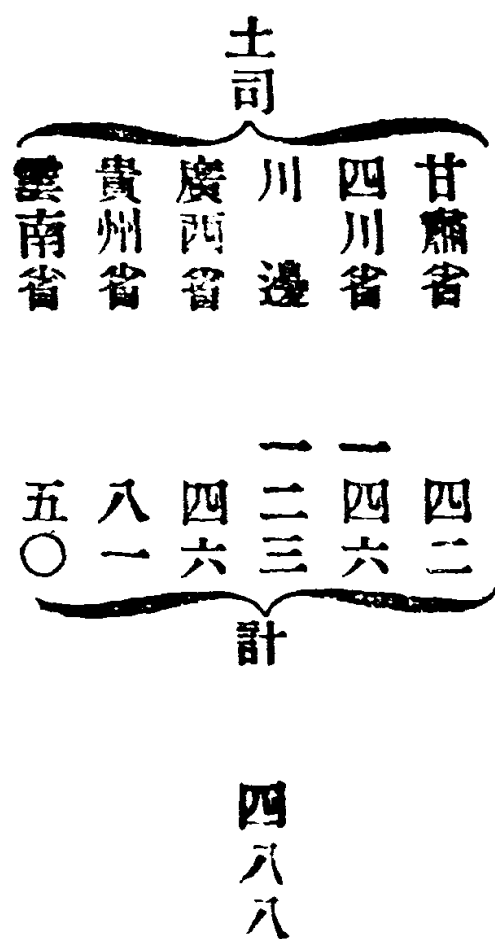 土司
甘肅省 四二
四川省 一四六
川邊 一二三
廣西省 四六
貴州省 八一
雲南省 五〇
計 四八八